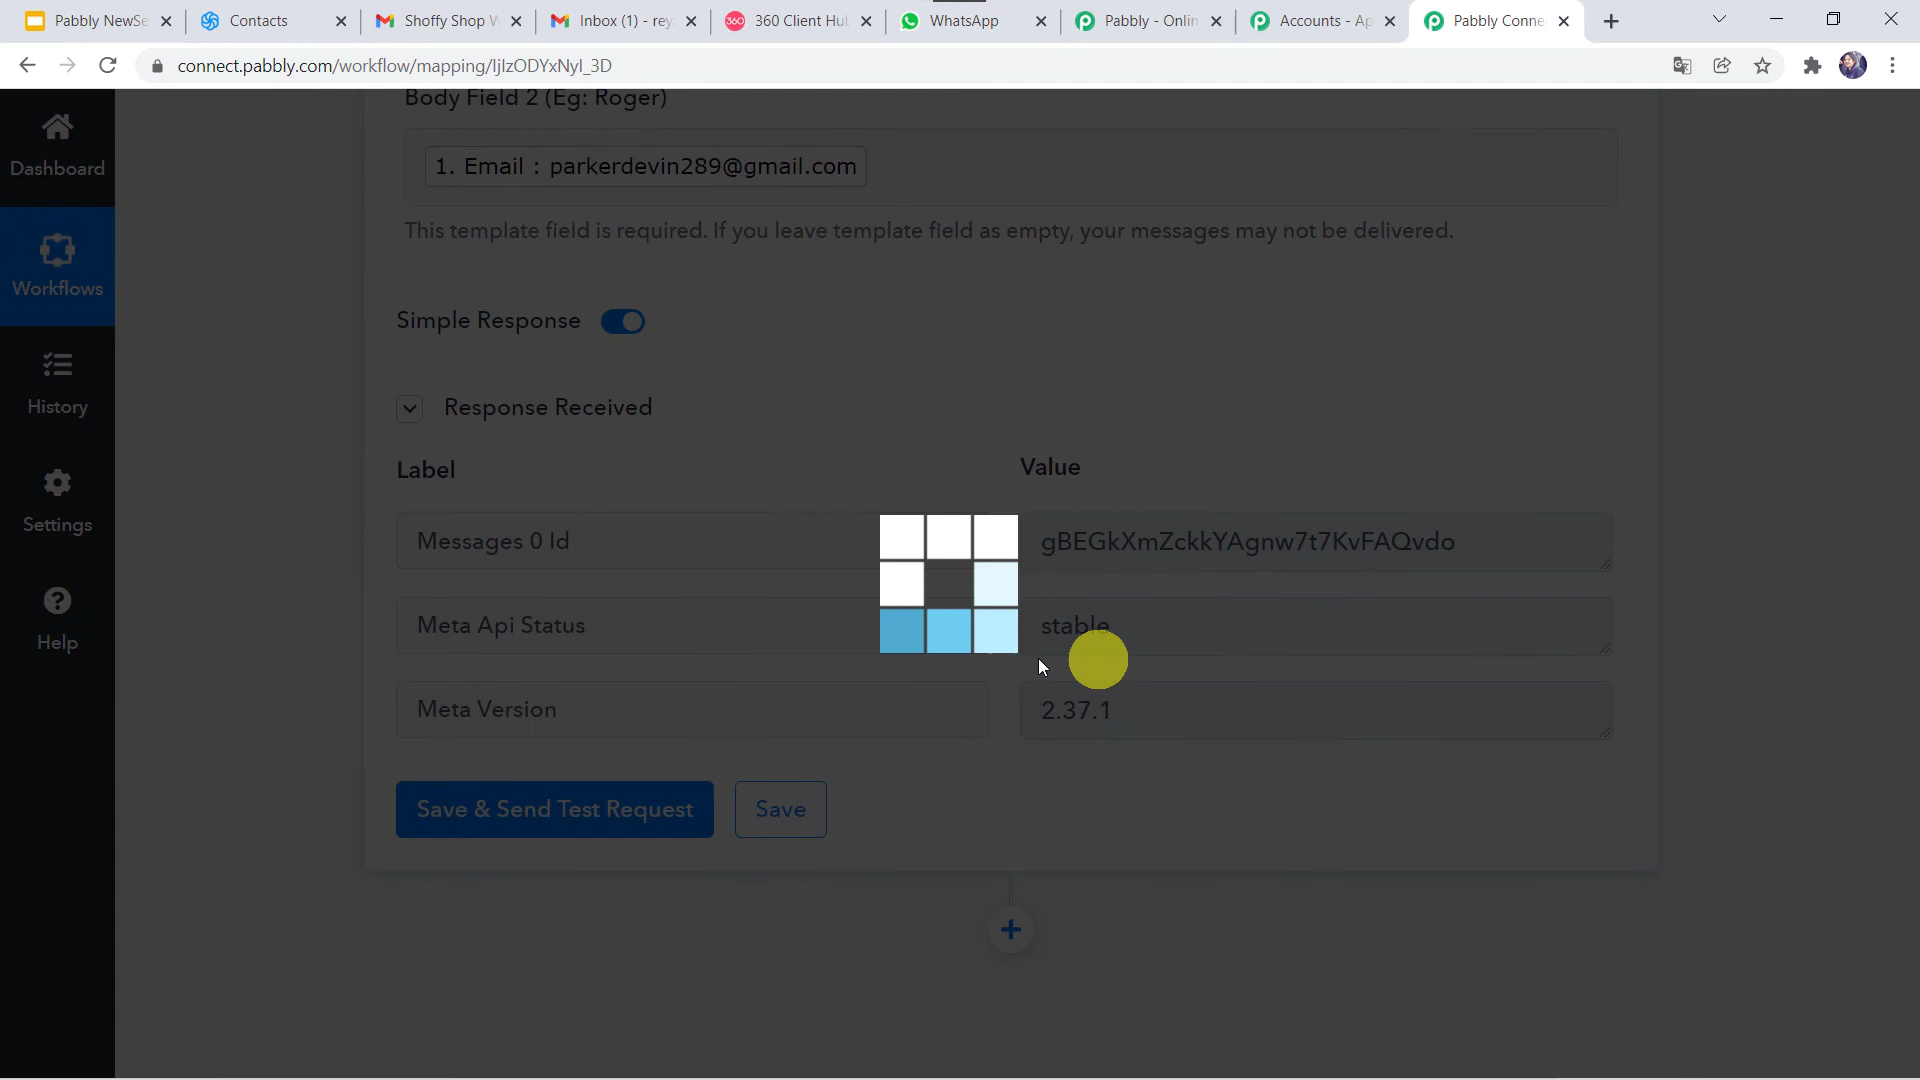 Pabbly NewSe
Contacts
Shoffy Shop W
Inbox (1) - rey
360 Client Hu
WhatsApp
Pabbly - Onlin
Accounts - Ap
Pabbly Conne
connect.pabbly.com/workflow/mapping/IjIzODYxNyI_3D
Dashboard
Workflows
History
Settings
Help
Body Field 2 (Eg: Roger)
1. Email : parkerdevin289@gmail.com
This template field is required. If you leave template field as empty, your messages may not be delivered.
Simple Response
Response Received
Label
Value
Messages 0 Id
gBEGkXmZckkYAgnw7t7KvFAQvdo
Meta Api Status
stable
Meta Version
2.37.1
Save & Send Test Request
Save